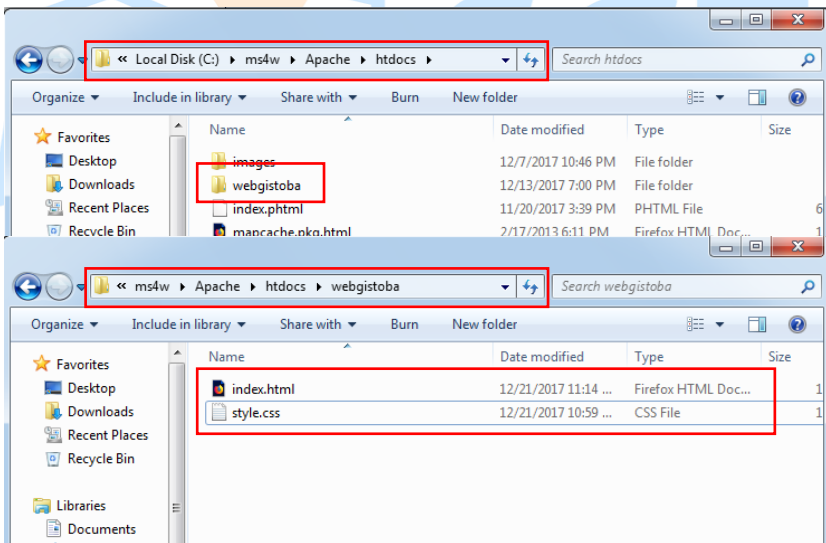 « Local Disk (C:) ▸ ms4w ▸ Apache ▸ htdocs ▸ Search htdocs
Organize Include in library Share with Burn New folder
Favorites Name Date modified Type Size
Desktop images 12/7/2017 10:46 PM File folder
Downloads webgistoba 12/13/2017 7:00 PM File folder
Recent Places index.phtml 11/20/2017 3:39 PM PHTML File 6
Recycle Bin mapcache.pkg.html 2/17/2013 6:11 PM Firefox HTML Doc... 1
« ms4w ▸ Apache ▸ htdocs ▸ webgistoba Search webgistoba
Organize Include in library Share with Burn New folder
Favorites Name Date modified Type Size
Desktop index.html 12/21/2017 11:14 ... Firefox HTML Doc... 1
Downloads style.css 12/21/2017 10:59 ... CSS File 1
Recent Places
Recycle Bin
Libraries
Documents